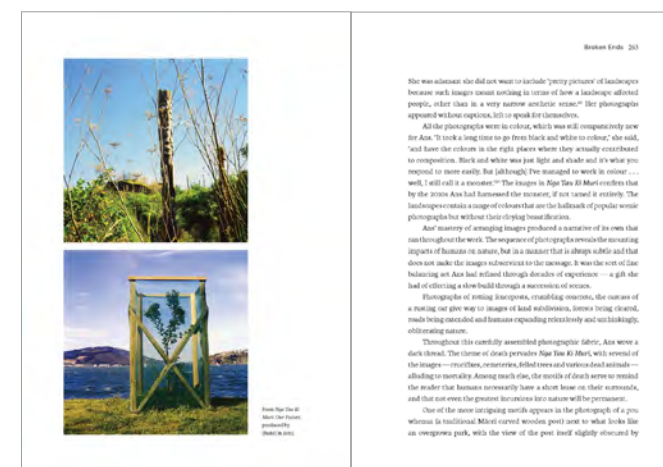 From Nga Tau Ki
Muri: Our Future,
produced by
Broken Ends 263
She was adamant she did not want to include ‘pretty pictures’ of landscapes
because such images meant nothing in terms of how a landscape affected
people, other than in a very narrow aesthetic sense. Her photographs
appeared without captions, left to speak for themselves.
All the photographs were in colour, which was still comparatively new
for Ans. ‘It took a long time to go from black and white to colour,’ she said,
‘and have the colours in the right places where they actually contributed
to composition. Black and white was just light and shade and it’s what you
respond to more easily. But [although] I’ve managed to work in colour . . .
well, I still call it a monster.’ The images in Nga Tau Ki Muri confirm that
by the 2010s Ans had harnessed the monster, if not tamed it entirely. The
landscapes contain a range of colours that are the hallmark of popular scenic
photographs but without their cloying beautification.
Ans’ mastery of arranging images produced a narrative of its own that
ran throughout the work. The sequence of photographs reveals the mounting
impacts of humans on nature, but in a manner that is always subtle and that
does not make the images subservient to the message. It was the sort of fine
balancing act Ans had refined through decades of experience — a gift she
had of effecting a slow build through a succession of scenes.
Photographs of rotting fenceposts, crumbling concrete, the carcass of
a rusting car give way to images of land subdivision, forests being cleared,
roads being extended and humans expanding relentlessly and unthinkingly,
obliterating nature.
Throughout this carefully assembled photographic fabric, Ans wove a
dark thread. The theme of death pervades Nga Tau Ki Muri, with several of
the images — crucifixes, cemeteries, felled trees and various dead animals —
alluding to mortality. Among much else, the motifs of death serve to remind
the reader that humans necessarily have a short lease on their surrounds,
and that not even the greatest incursions into nature will be permanent.
One of the more intriguing motifs appears in the photograph of a pou
whenua (a traditional Māori carved wooden post) next to what looks like
an overgrown park, with the view of the post itself slightly obscured by